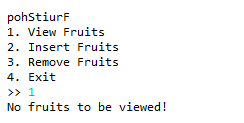 pohStiurF
1. View Fruits
2. Insert Fruits
3. Remove Fruits
4. Exit
>> 1
No fruits to be viewed!